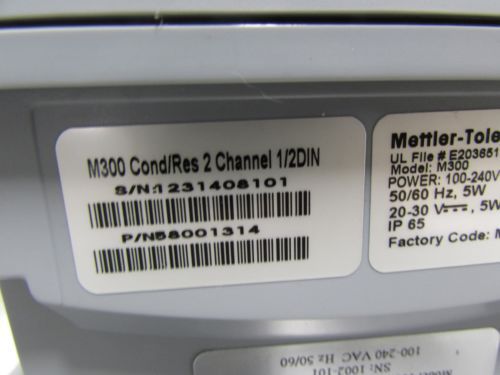 M300 Cond/Res 2 Channel 1/2DIN
S/N:1231408101
P/N58001314
Mettler-Tole
UL File # E203651
Model: M300
POWER: 100-240V
50/60 Hz, 5W
20-30 V⎓, 5W
IP 65
Factory Code: M
100-240 VAC Hz 50/60
SN: 1002-101